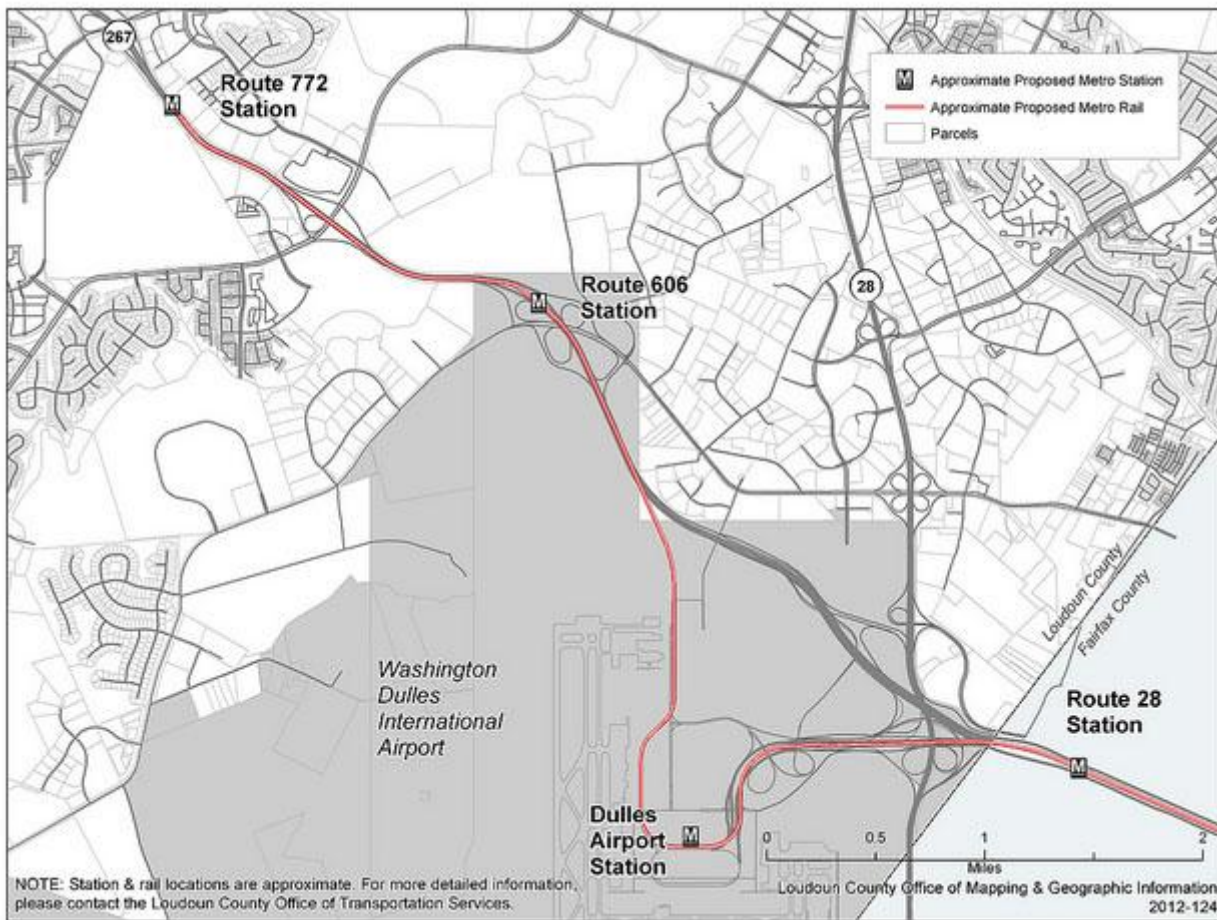 267
Route 772
Station
M
M
Approximate Proposed Metro Station
Approximate Proposed Metro Rail
Parcels
Route 606
Station
M
28
Loudoun County
Fairfax County
Washington
Dulles
International
Airport
Route 28
Station
M
Dulles
Airport
Station
M
0
0.5
1
2
Miles
NOTE: Station & rail locations are approximate. For more detailed information,
please contact the Loudoun County Office of Transportation Services.
Loudoun County Office of Mapping & Geographic Information
2012-124